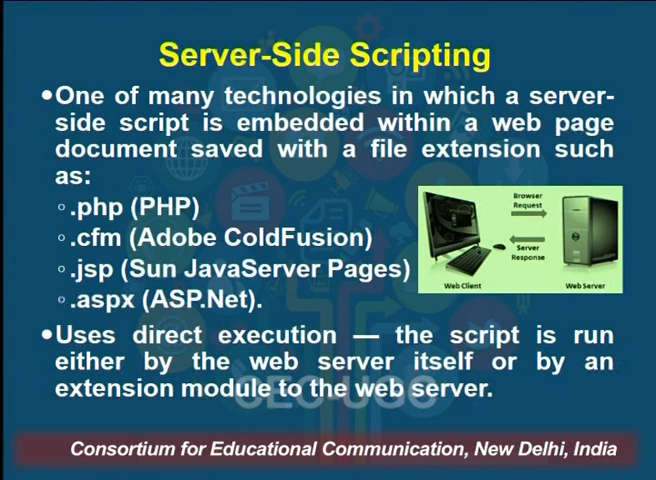 Server-Side Scripting
•One of many technologies in which a server-
side script is embedded within a web page
document saved with a file extension such
as:
◦.php (PHP)
◦.cfm (Adobe ColdFusion)
◦.jsp (Sun JavaServer Pages)
◦.aspx (ASP.Net).
Browser
Request
Server
Response
Web Client
Web Server
•Uses direct execution — the script is run
either by the web server itself or by an
extension module to the web server.
CEC-UGC
Consortium for Educational Communication, New Delhi, India